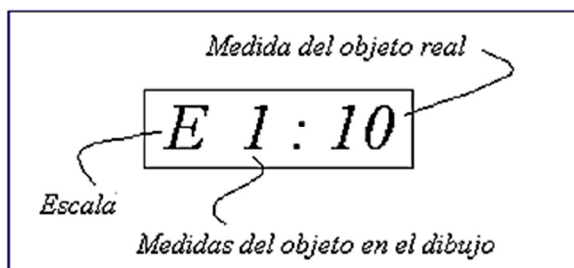 Medida del objeto real
E 1 : 10
Escala
Medidas del objeto en el dibujo